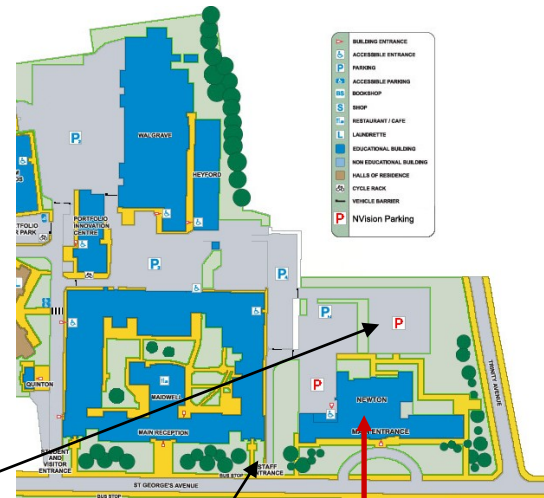 BUILDING ENTRANCE
ACCESSIBLE ENTRANCE
P PARKING
ACCESSIBLE PARKING
BS BOOKSHOP
S SHOP
RESTAURANT / CAFE
L LAUNDRETTE
EDUCATIONAL BUILDING
NON EDUCATIONAL BUILDING
HALLS OF RESIDENCE
CYCLE RACK
VEHICLE BARRIER
P NVision Parking
WALGRAVE
P
HEYFORD
PORTFOLIO
INNOVATION
CENTRE
P
P
P
P
P
TRINITY AVENUE
QUINTON
MAIDWELL
NEWTON
MAIN RECEPTION
MAIN ENTRANCE
STUDENT
AND
VISITOR
ENTRANCE
STAFF
ENTRANCE
BUS STOP
ST GEORGE'S AVENUE
BUS STOP